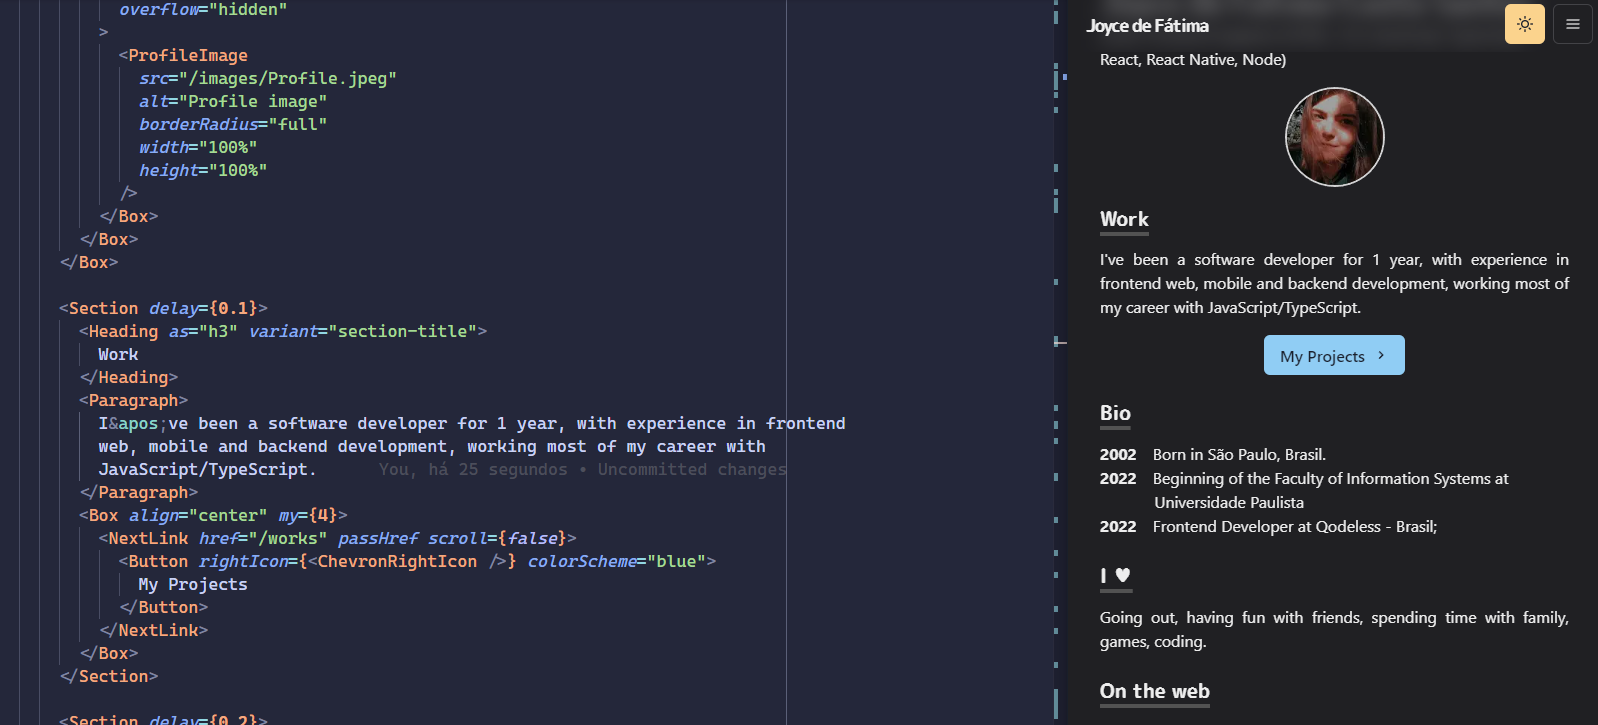 overflow="hidden"
>
<ProfileImage
src="/images/Profile.jpeg"
alt="Profile image"
borderRadius="full"
width="100%"
height="100%"
/>
</Box>
</Box>
</Box>
<Section delay={0.1}>
<Heading as="h3" variant="section-title">
Work
</Heading>
<Paragraph>
I&apos;ve been a software developer for 1 year, with experience in frontend
web, mobile and backend development, working most of my career with
JavaScript/TypeScript. You, há 25 segundos • Uncommitted changes
</Paragraph>
<Box align="center" my={4}>
<NextLink href="/works" passHref scroll={false}>
<Button rightIcon={<ChevronRightIcon />} colorScheme="blue">
My Projects
</Button>
</NextLink>
</Box>
</Section>
<Section delay={0.2}>
Joyce de Fátima
React, React Native, Node)
Work
I've been a software developer for 1 year, with experience in
frontend web, mobile and backend development, working most of
my career with JavaScript/TypeScript.
My Projects
Bio
2002 Born in São Paulo, Brasil.
2022 Beginning of the Faculty of Information Systems at
Universidade Paulista
2022 Frontend Developer at Qodeless - Brasil;
I ♥
Going out, having fun with friends, spending time with family,
games, coding.
On the web